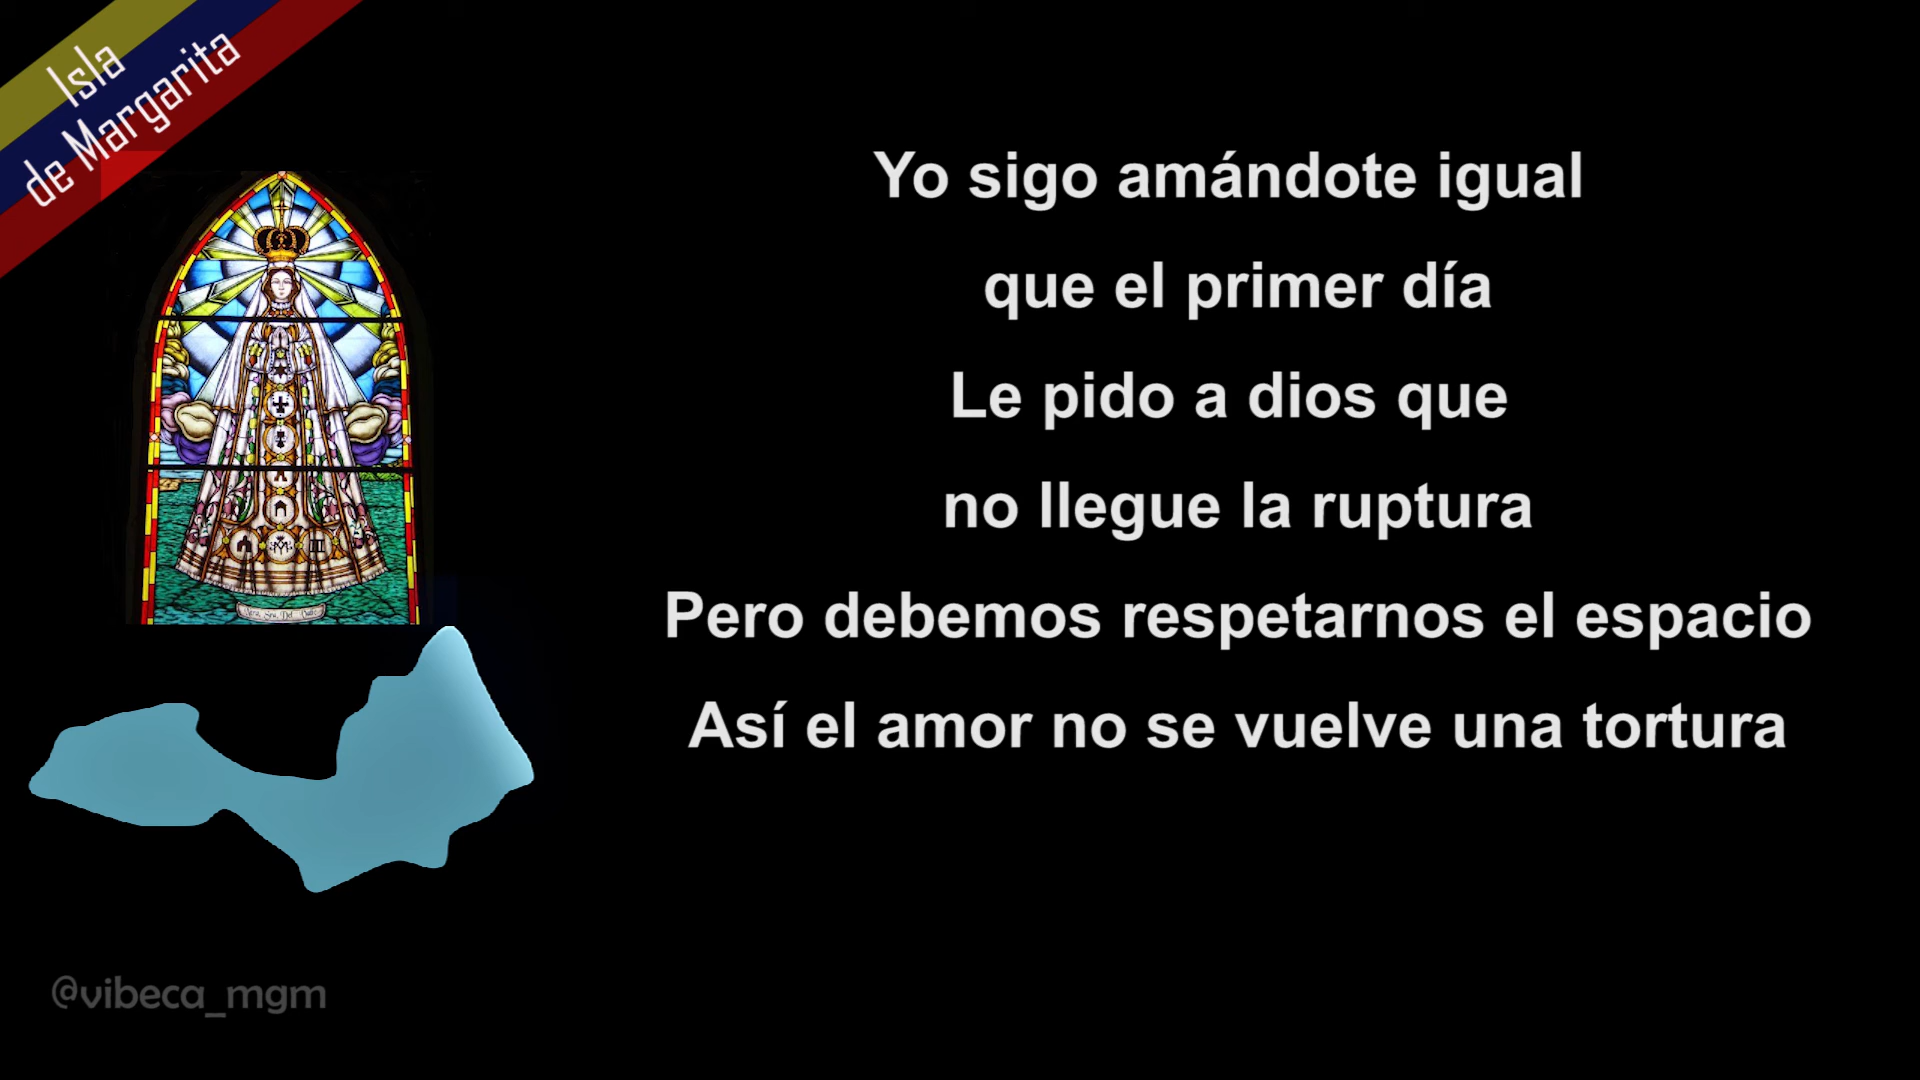 Isla
de Margarita
Yo sigo amándote igual
que el primer día
Le pido a dios que
no llegue la ruptura
Pero debemos respetarnos el espacio
Así el amor no se vuelve una tortura
@vibeca_mgm